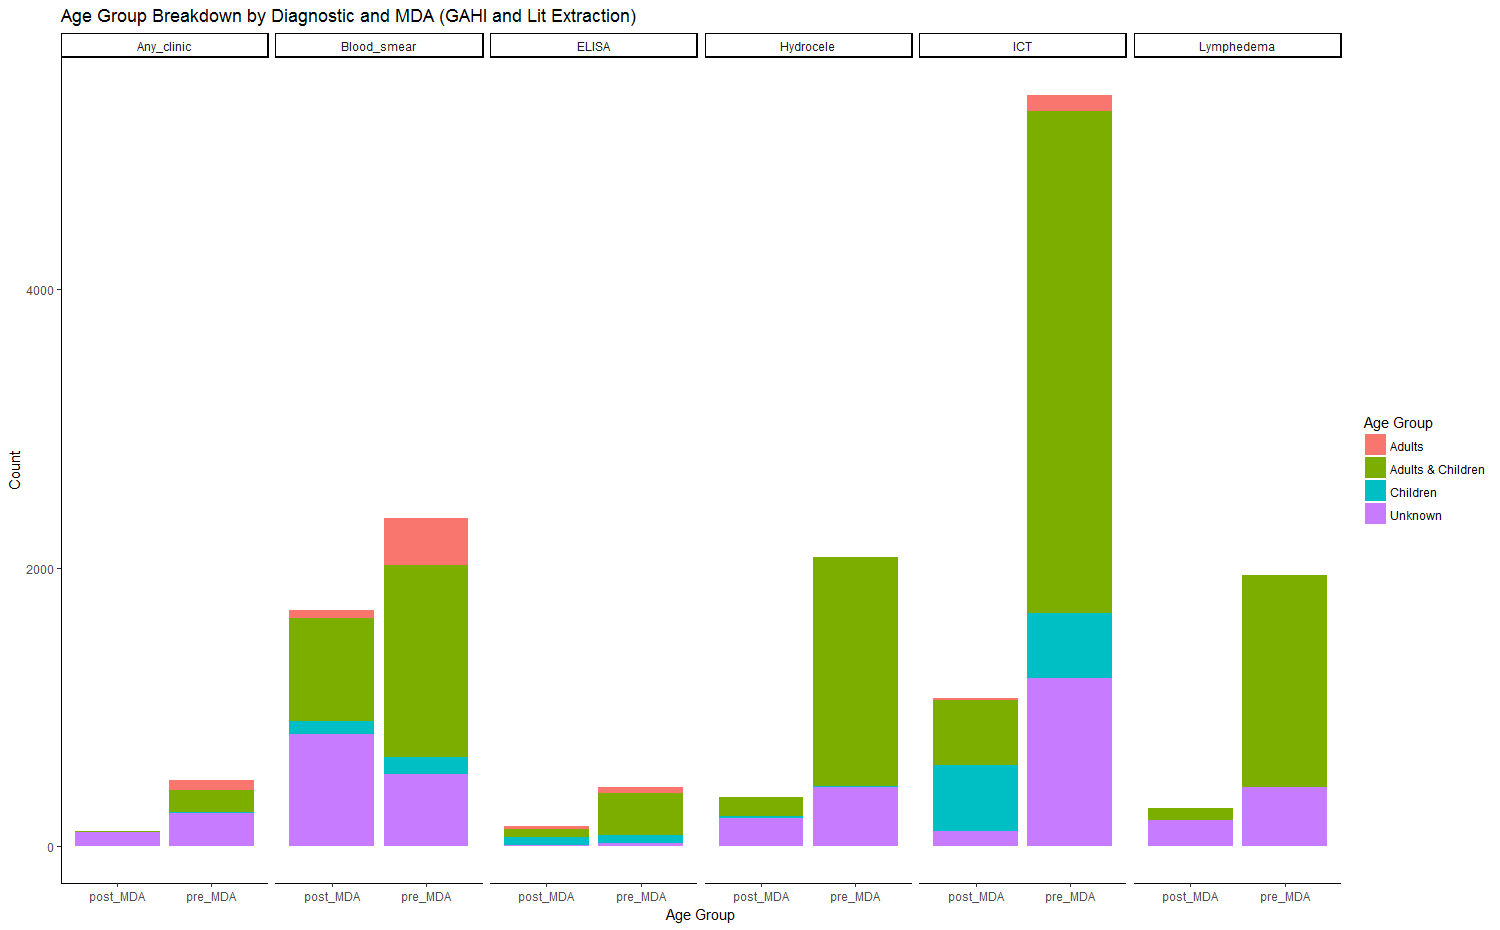 Age Group Breakdown by Diagnostic and MDA (GAHI and Lit Extraction)
Any_clinic
Blood_smear
ELISA
Hydrocele
ICT
Lymphedema
4000
2000
0
Count
post_MDA
pre_MDA
post_MDA
pre_MDA
post_MDA
pre_MDA
post_MDA
pre_MDA
post_MDA
pre_MDA
post_MDA
pre_MDA
Age Group
Age Group
Adults
Adults & Children
Children
Unknown